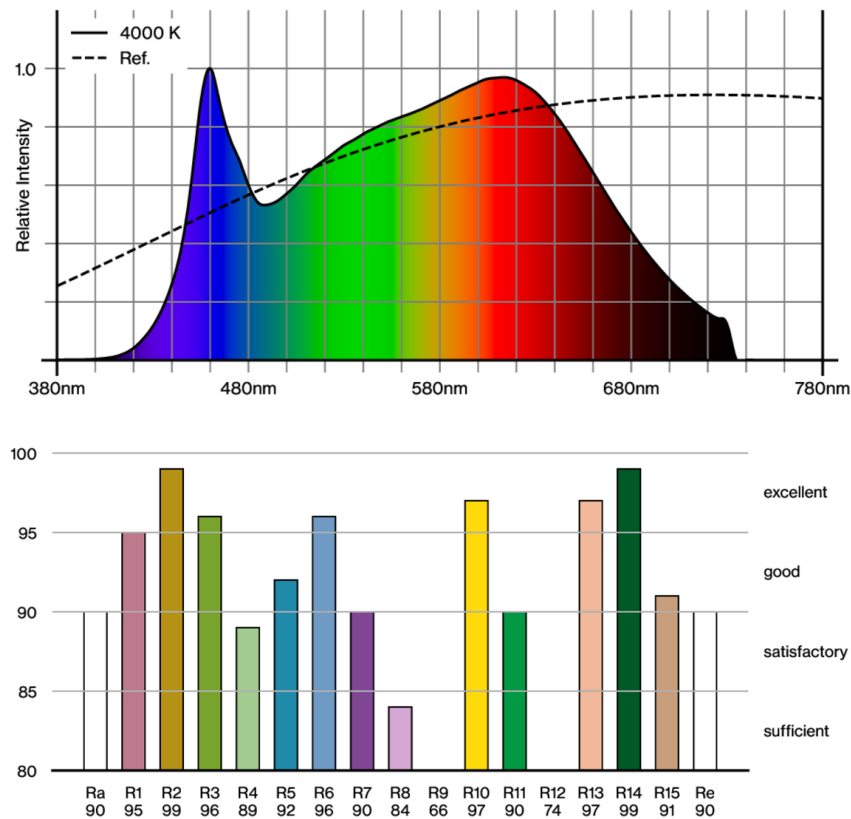 4000 K
Ref.
1.0
Relative Intensity
380nm 480nm 580nm 680nm 780nm
100
excellent
95
good
90
satisfactory
85
sufficient
80
Ra R1 R2 R3 R4 R5 R6 R7 R8 R9 R10 R11 R12 R13 R14 R15 Re
90 95 99 96 89 92 96 90 84 66 97 90 74 97 99 91 90